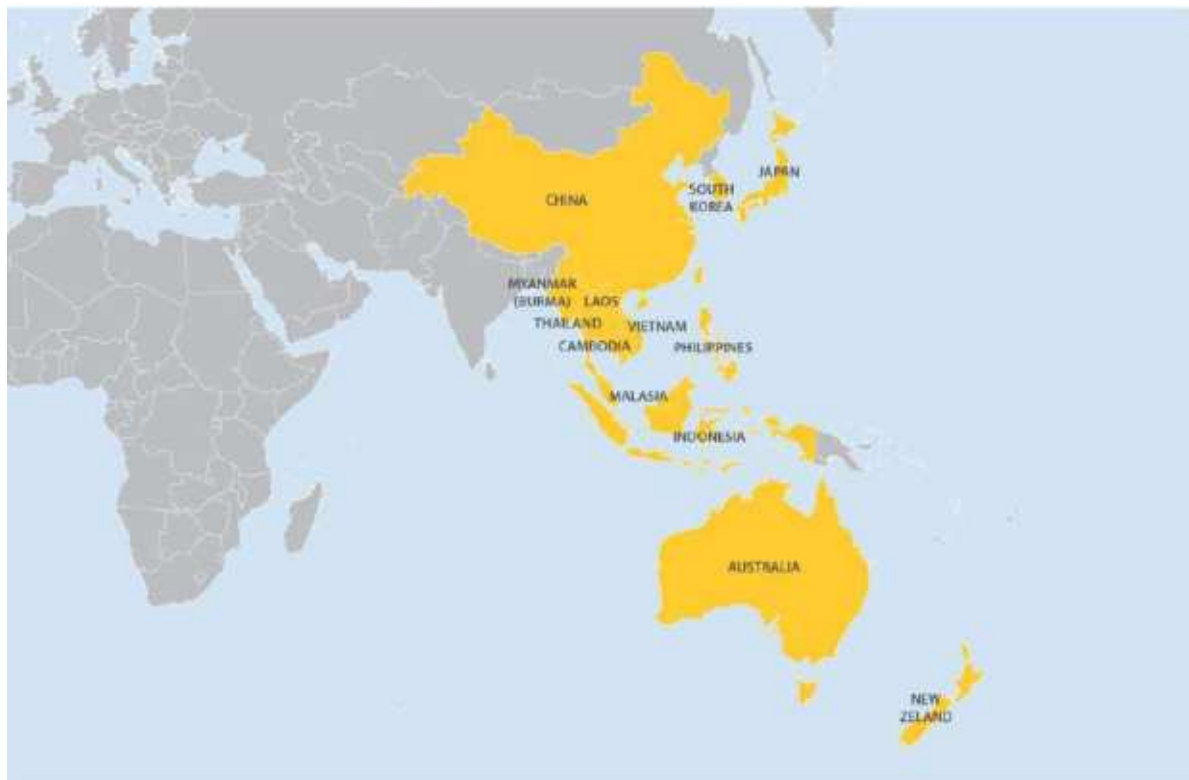 JAPAN
SOUTH
KOREA
CHINA
MYANMAR
(BURMA)
LAOS
THAILAND
VIETNAM
CAMBODIA
PHILIPPINES
MALASIA
INDONESIA
AUSTRALIA
NEW
ZELAND